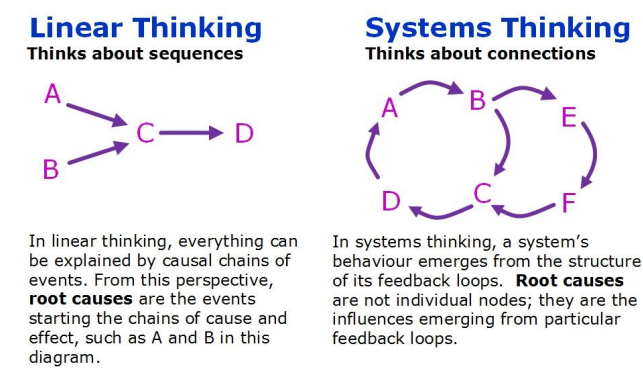 Linear Thinking
Thinks about sequences
A
B
C
D
In linear thinking, everything can
be explained by causal chains of
events. From this perspective,
root causes are the events
starting the chains of cause and
effect, such as A and B in this
diagram.
Systems Thinking
Thinks about connections
A
B
E
D
C
F
In systems thinking, a system's
behaviour emerges from the structure
of its feedback loops.  Root causes
are not individual nodes; they are the
influences emerging from particular
feedback loops.